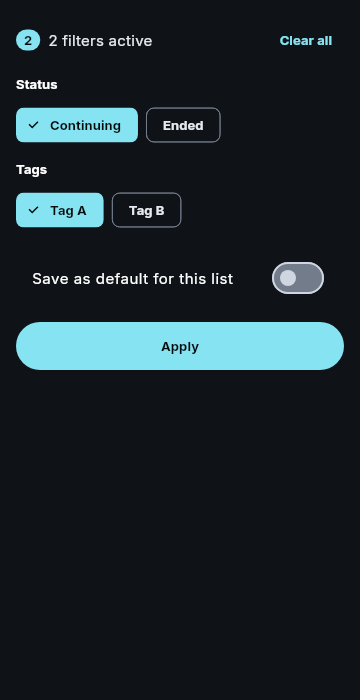 2 2 filters active Clear all
Status
Continuing Ended
Tags
Tag A Tag B
Save as default for this list
Apply